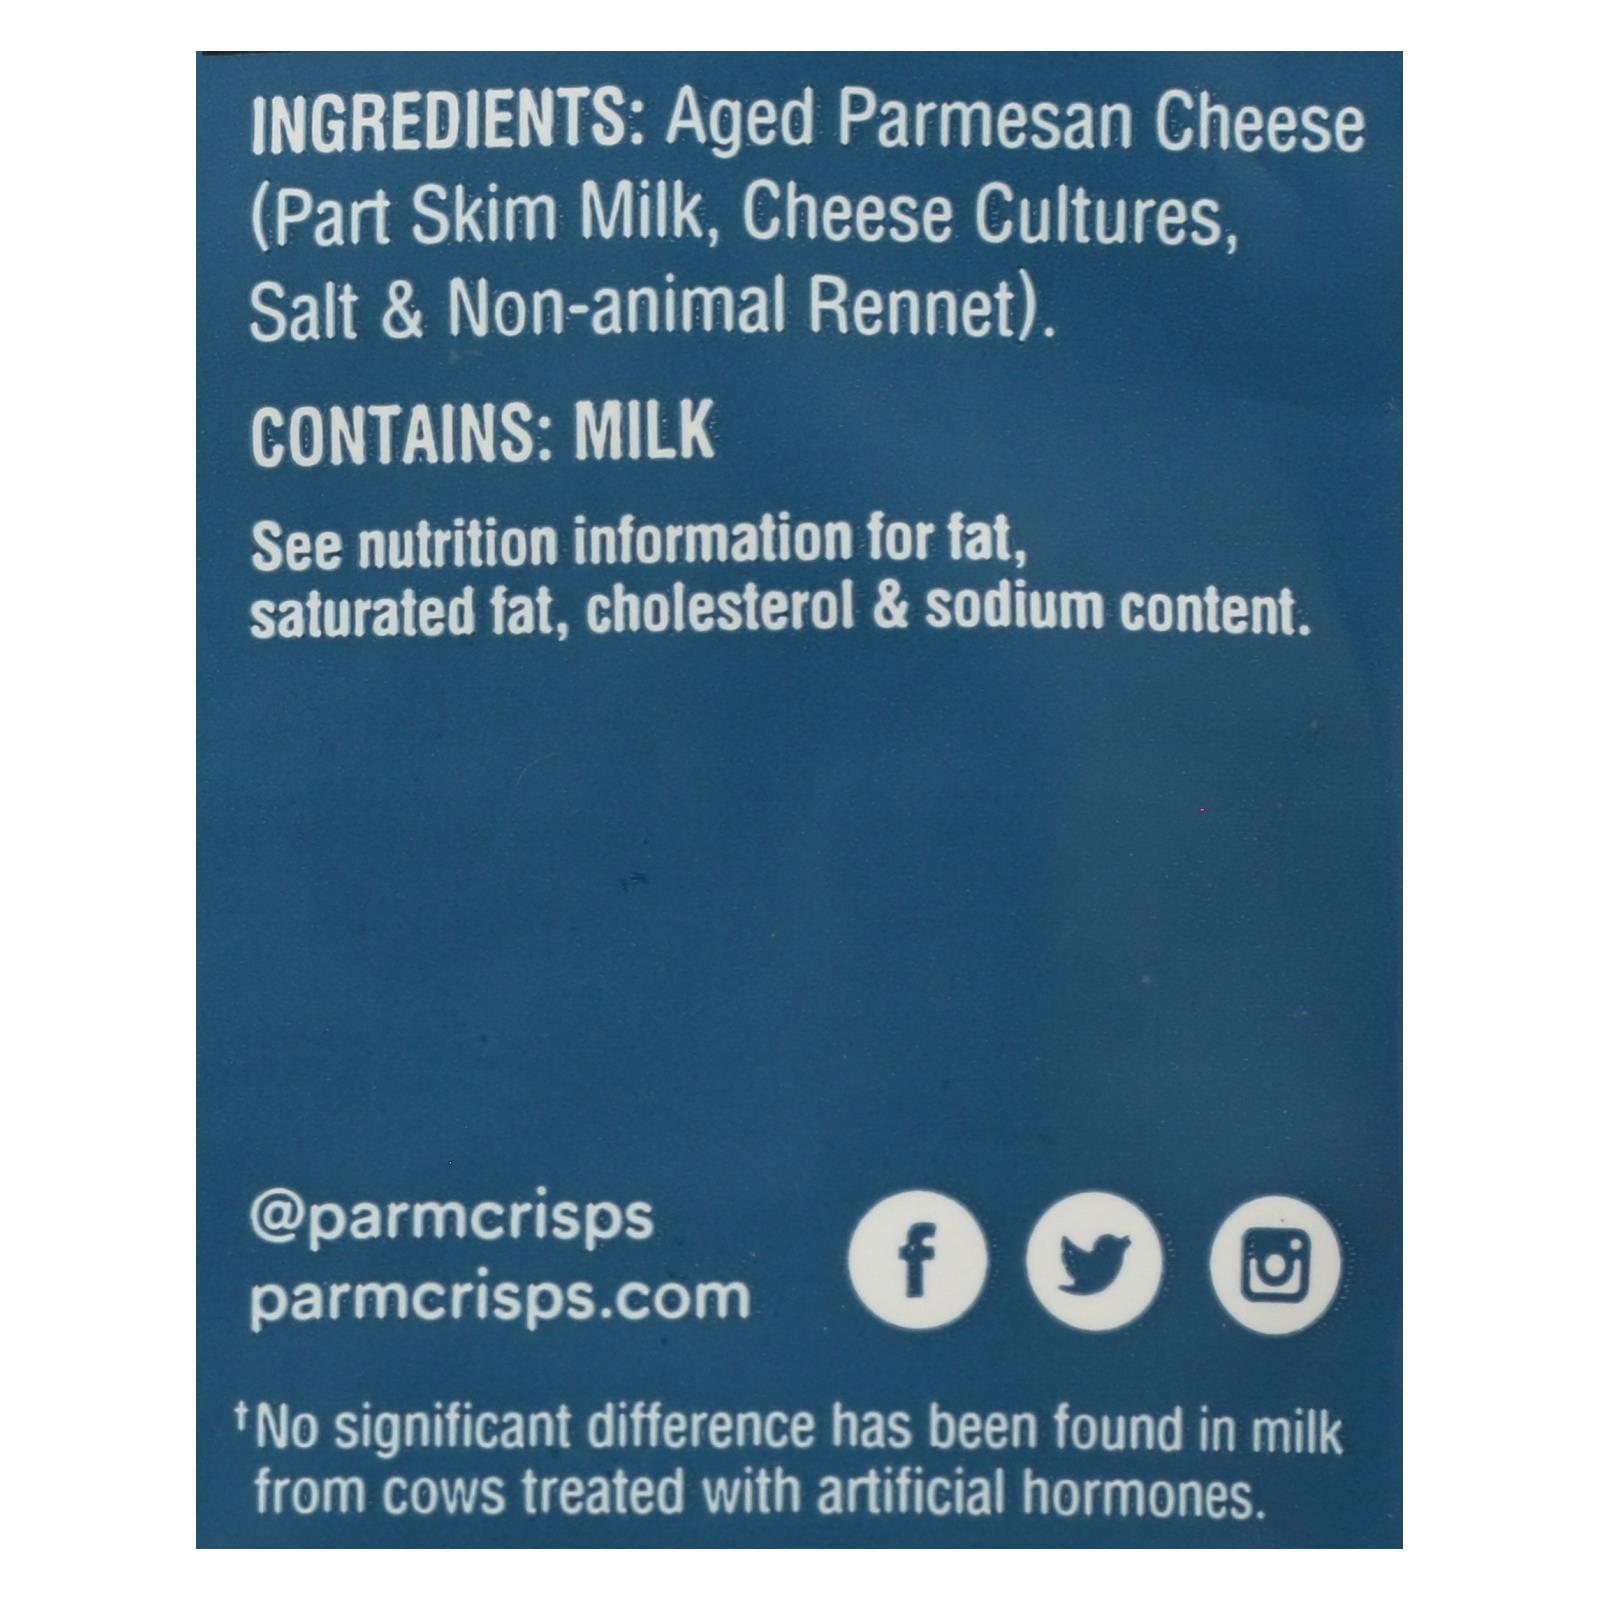 INGREDIENTS: Aged Parmesan Cheese
(Part Skim Milk, Cheese Cultures,
Salt & Non-animal Rennet).
CONTAINS: MILK
See nutrition information for fat,
saturated fat, cholesterol & sodium content.
@parmcrisps
parmcrisps.com
†No significant difference has been found in milk
from cows treated with artificial hormones.